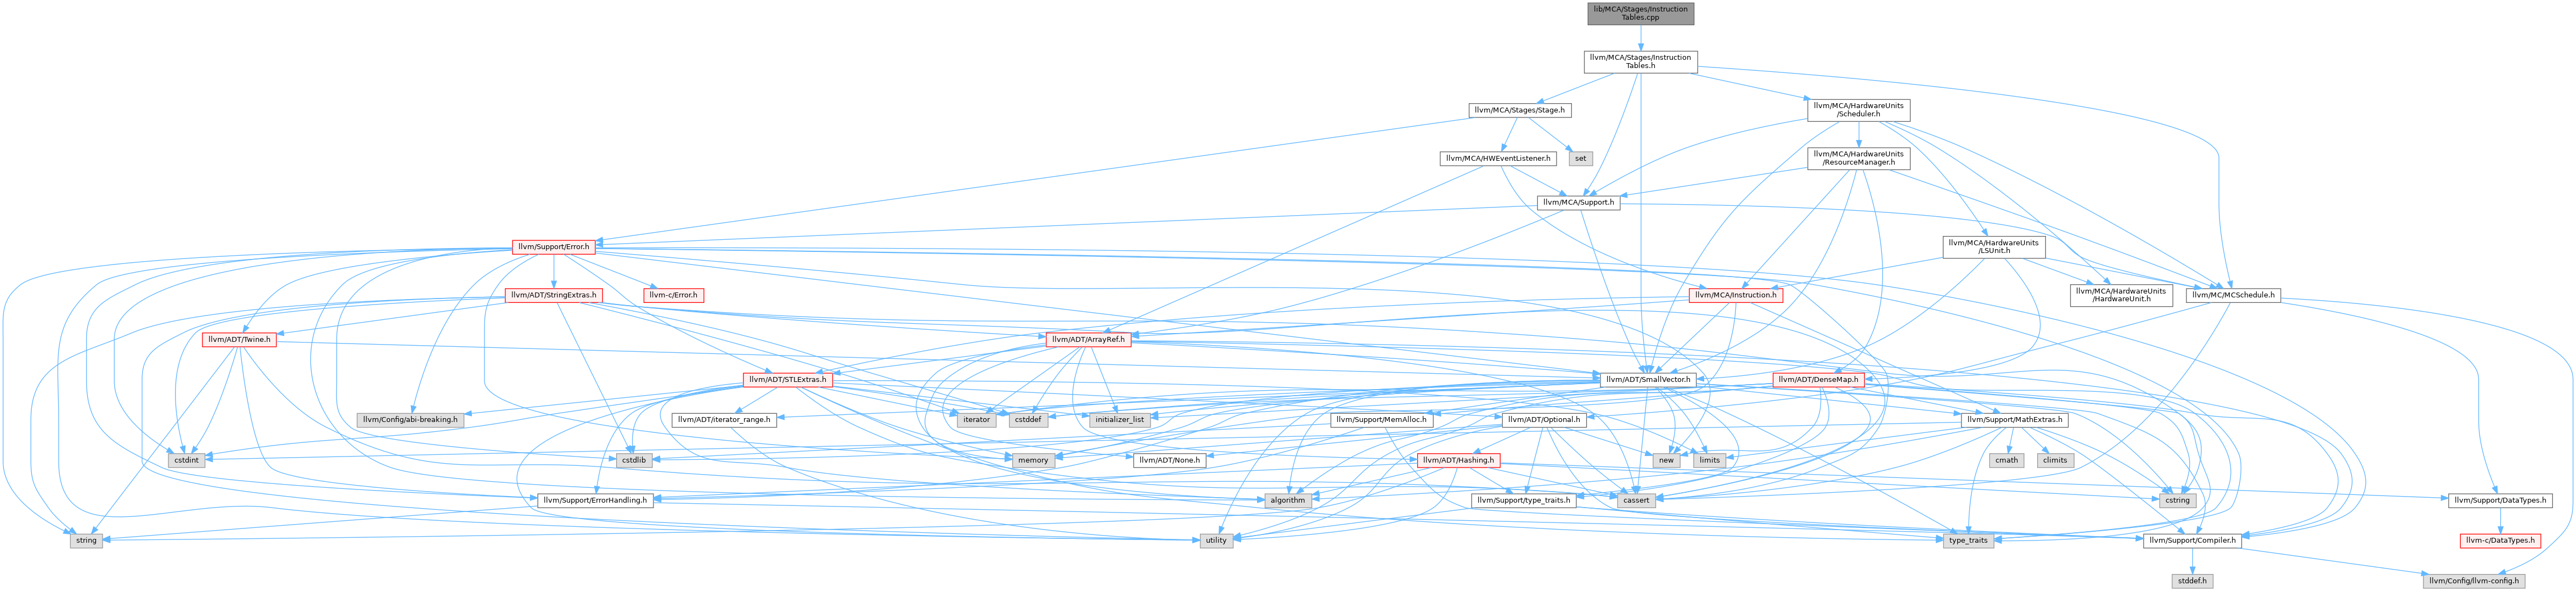 lib/MCA/Stages/Instruction
Tables.cpp
llvm/MCA/Stages/Instruction
Tables.h
llvm/MCA/Stages/Stage.h
llvm/MCA/HardwareUnits
/Scheduler.h
llvm/MCA/HWEventListener.h
set
llvm/MCA/HardwareUnits
/ResourceManager.h
llvm/MCA/Support.h
llvm/Support/Error.h
llvm/MCA/HardwareUnits
/LSUnit.h
llvm/ADT/StringExtras.h
llvm-c/Error.h
llvm/MCA/Instruction.h
llvm/MCA/HardwareUnits
/HardwareUnit.h
llvm/MC/MCSchedule.h
llvm/ADT/Twine.h
llvm/ADT/ArrayRef.h
llvm/ADT/STLExtras.h
llvm/ADT/SmallVector.h
llvm/ADT/DenseMap.h
llvm/Config/abi-breaking.h
llvm/ADT/iterator_range.h
iterator
cstddef
initializer_list
llvm/Support/MemAlloc.h
llvm/ADT/Optional.h
llvm/Support/MathExtras.h
cstdint
cstdlib
memory
llvm/ADT/None.h
llvm/ADT/Hashing.h
new
limits
cmath
climits
llvm/Support/ErrorHandling.h
algorithm
llvm/Support/type_traits.h
cassert
cstring
llvm/Support/DataTypes.h
string
utility
type_traits
llvm/Support/Compiler.h
llvm-c/DataTypes.h
stddef.h
llvm/Config/llvm-config.h